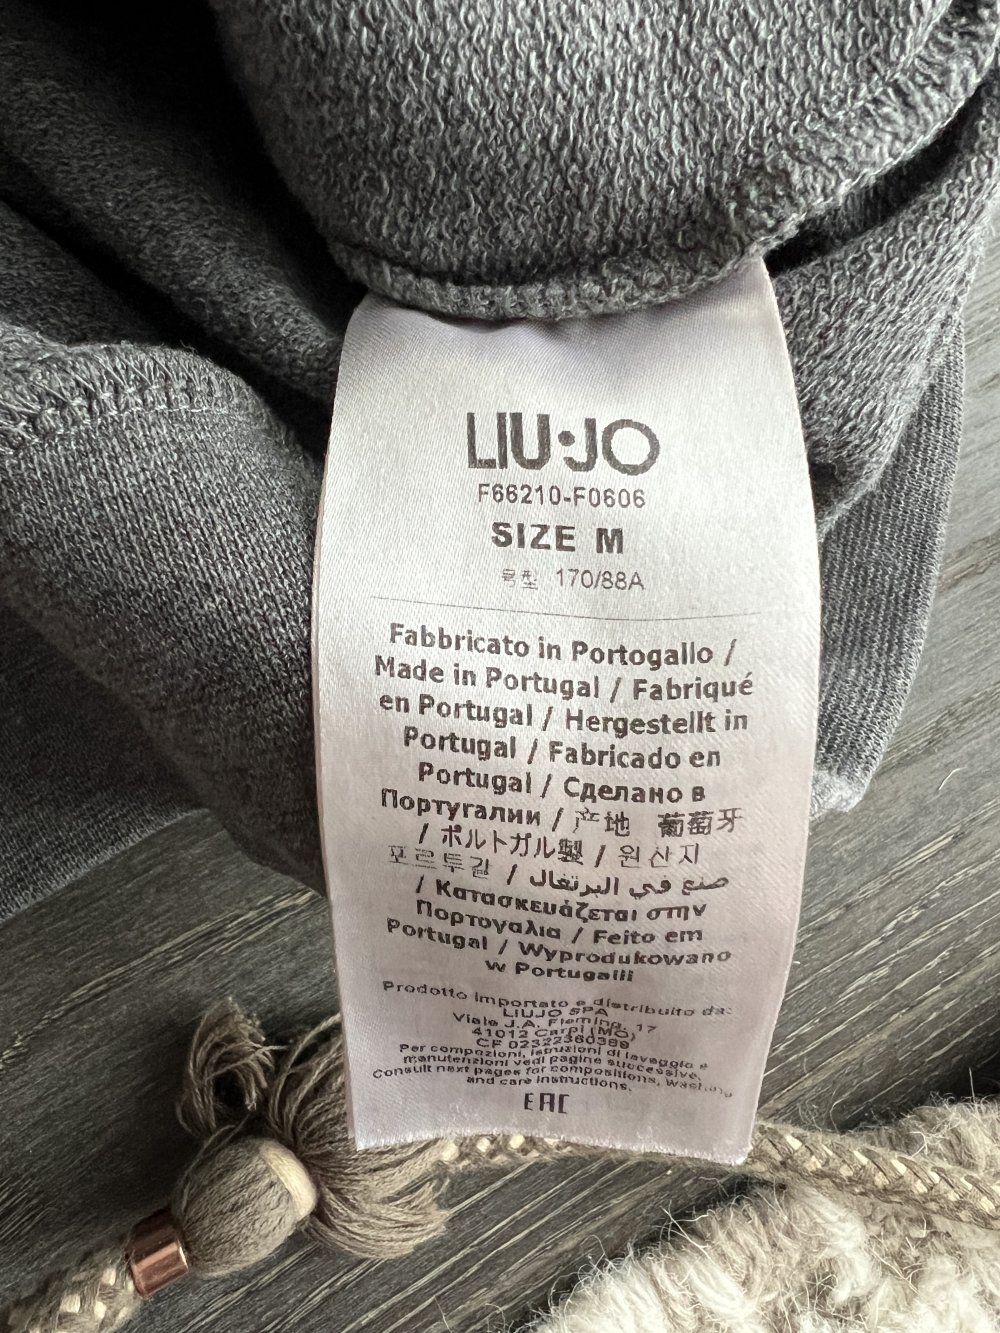 LIU·JO
F66210-F0606
SIZE M
170/88A
Fabbricato in Portogallo /
Made in Portugal / Fabriqué
en Portugal / Hergestellt in
Portugal / Fabricado en
Portugal / Сделано в
Португалии / 产地 葡萄牙
/ ポルトガル製 / 원산지
포르투갈 / صنع في البرتغال
/ Κατασκευάζεται στην
Πορτογαλια / Feito em
Portugal / Wyprodukowano
w Portugalii
Prodotto importato e distribuito da:
LIUJO SPA
Viale J.A. Fleming, 17
41012 Carpi (MO)
CF 02322360369
Per composizioni, istruzioni di lavaggio e
manutenzioni vedi pagine successive.
Consult next pages for compositions, washing
and care instructions.
EAC